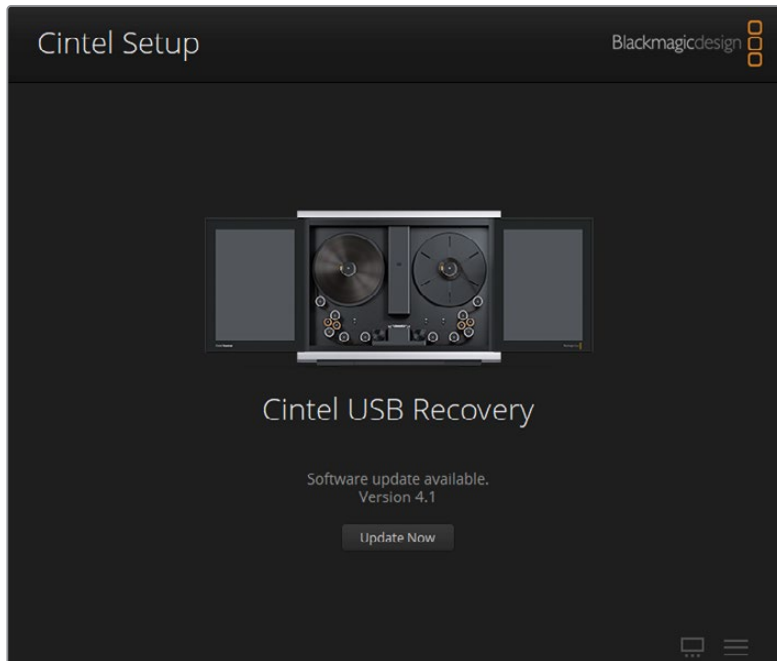 Cintel Setup
Blackmagicdesign
Cintel USB Recovery
Software update available.
Version 4.1
Update Now